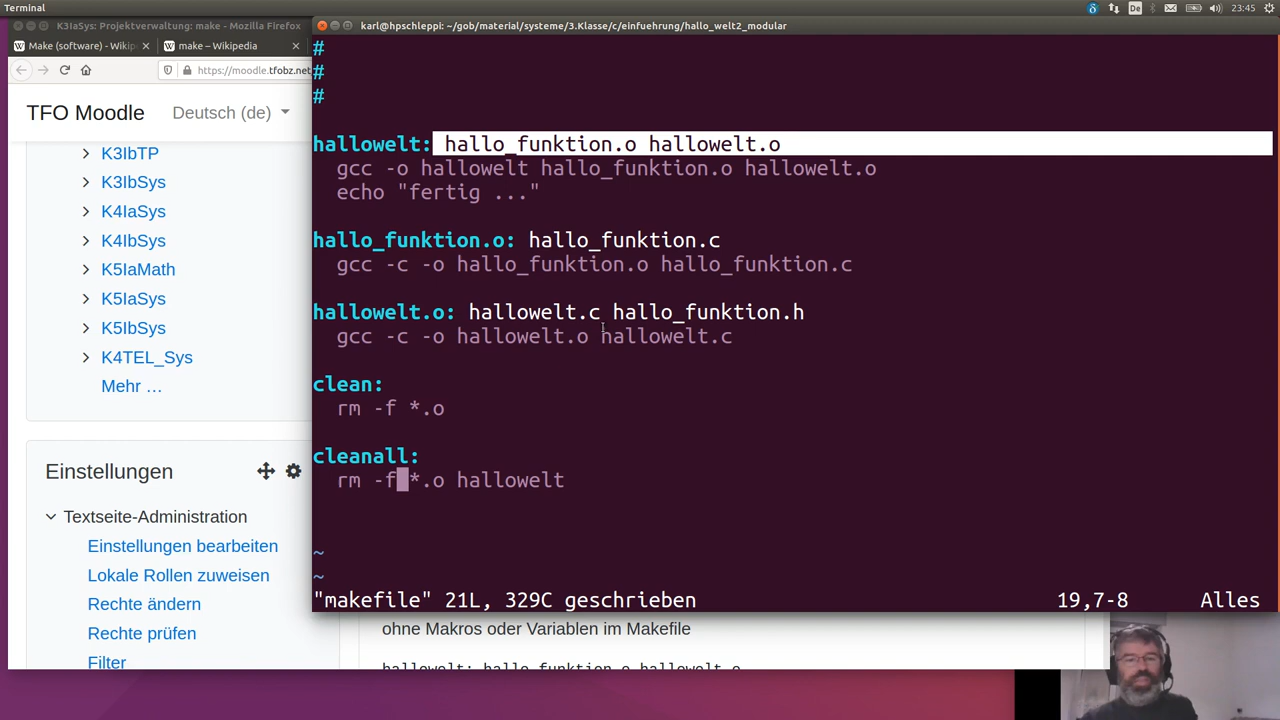 Terminal
De
23:45
K3IaSys: Projektverwaltung: make - Mozilla Firefox
karl@hpschleppi: ~/gob/material/systeme/3.Klasse/c/einfuehrung/hallo_welt2_modular
Make (software) - Wikip
make – Wikipedia
https://moodle.tfobz.net
TFO Moodle
Deutsch (de)
K3IbTP
K3IbSys
K4IaSys
K4IbSys
K5IaMath
K5IaSys
K5IbSys
K4TEL_Sys
Mehr …
Einstellungen
Textseite-Administration
Einstellungen bearbeiten
Lokale Rollen zuweisen
Rechte ändern
Rechte prüfen
Filter
#
#
#
hallowelt: hallo_funktion.o hallowelt.o
gcc -o hallowelt hallo_funktion.o hallowelt.o
echo "fertig ..."
hallo_funktion.o: hallo_funktion.c
gcc -c -o hallo_funktion.o hallo_funktion.c
hallowelt.o: hallowelt.c hallo_funktion.h
gcc -c -o hallowelt.o hallowelt.c
clean:
rm -f *.o
cleanall:
rm -f *.o hallowelt
~
~
"makefile" 21L, 329C geschrieben 19,7-8 Alles
ohne Makros oder Variablen im Makefile
hallowelt: hallo_funktion.o hallowelt.o